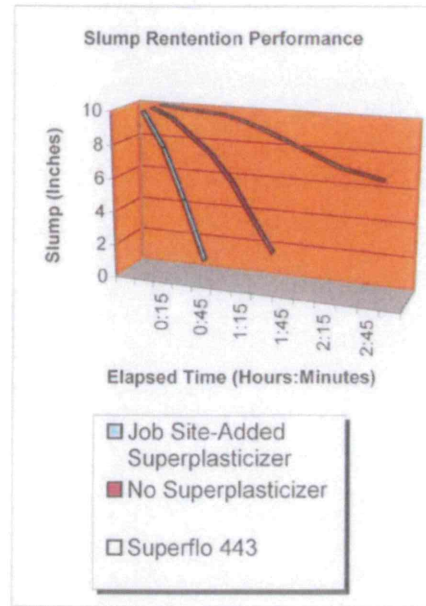 Slump Rentention Performance
Slump (Inches)
10
8
6
4
2
0
0:15
0:45
1:15
1:45
2:15
2:45
Elapsed Time (Hours:Minutes)
Job Site-Added
Superplasticizer
No Superplasticizer
Superflo 443